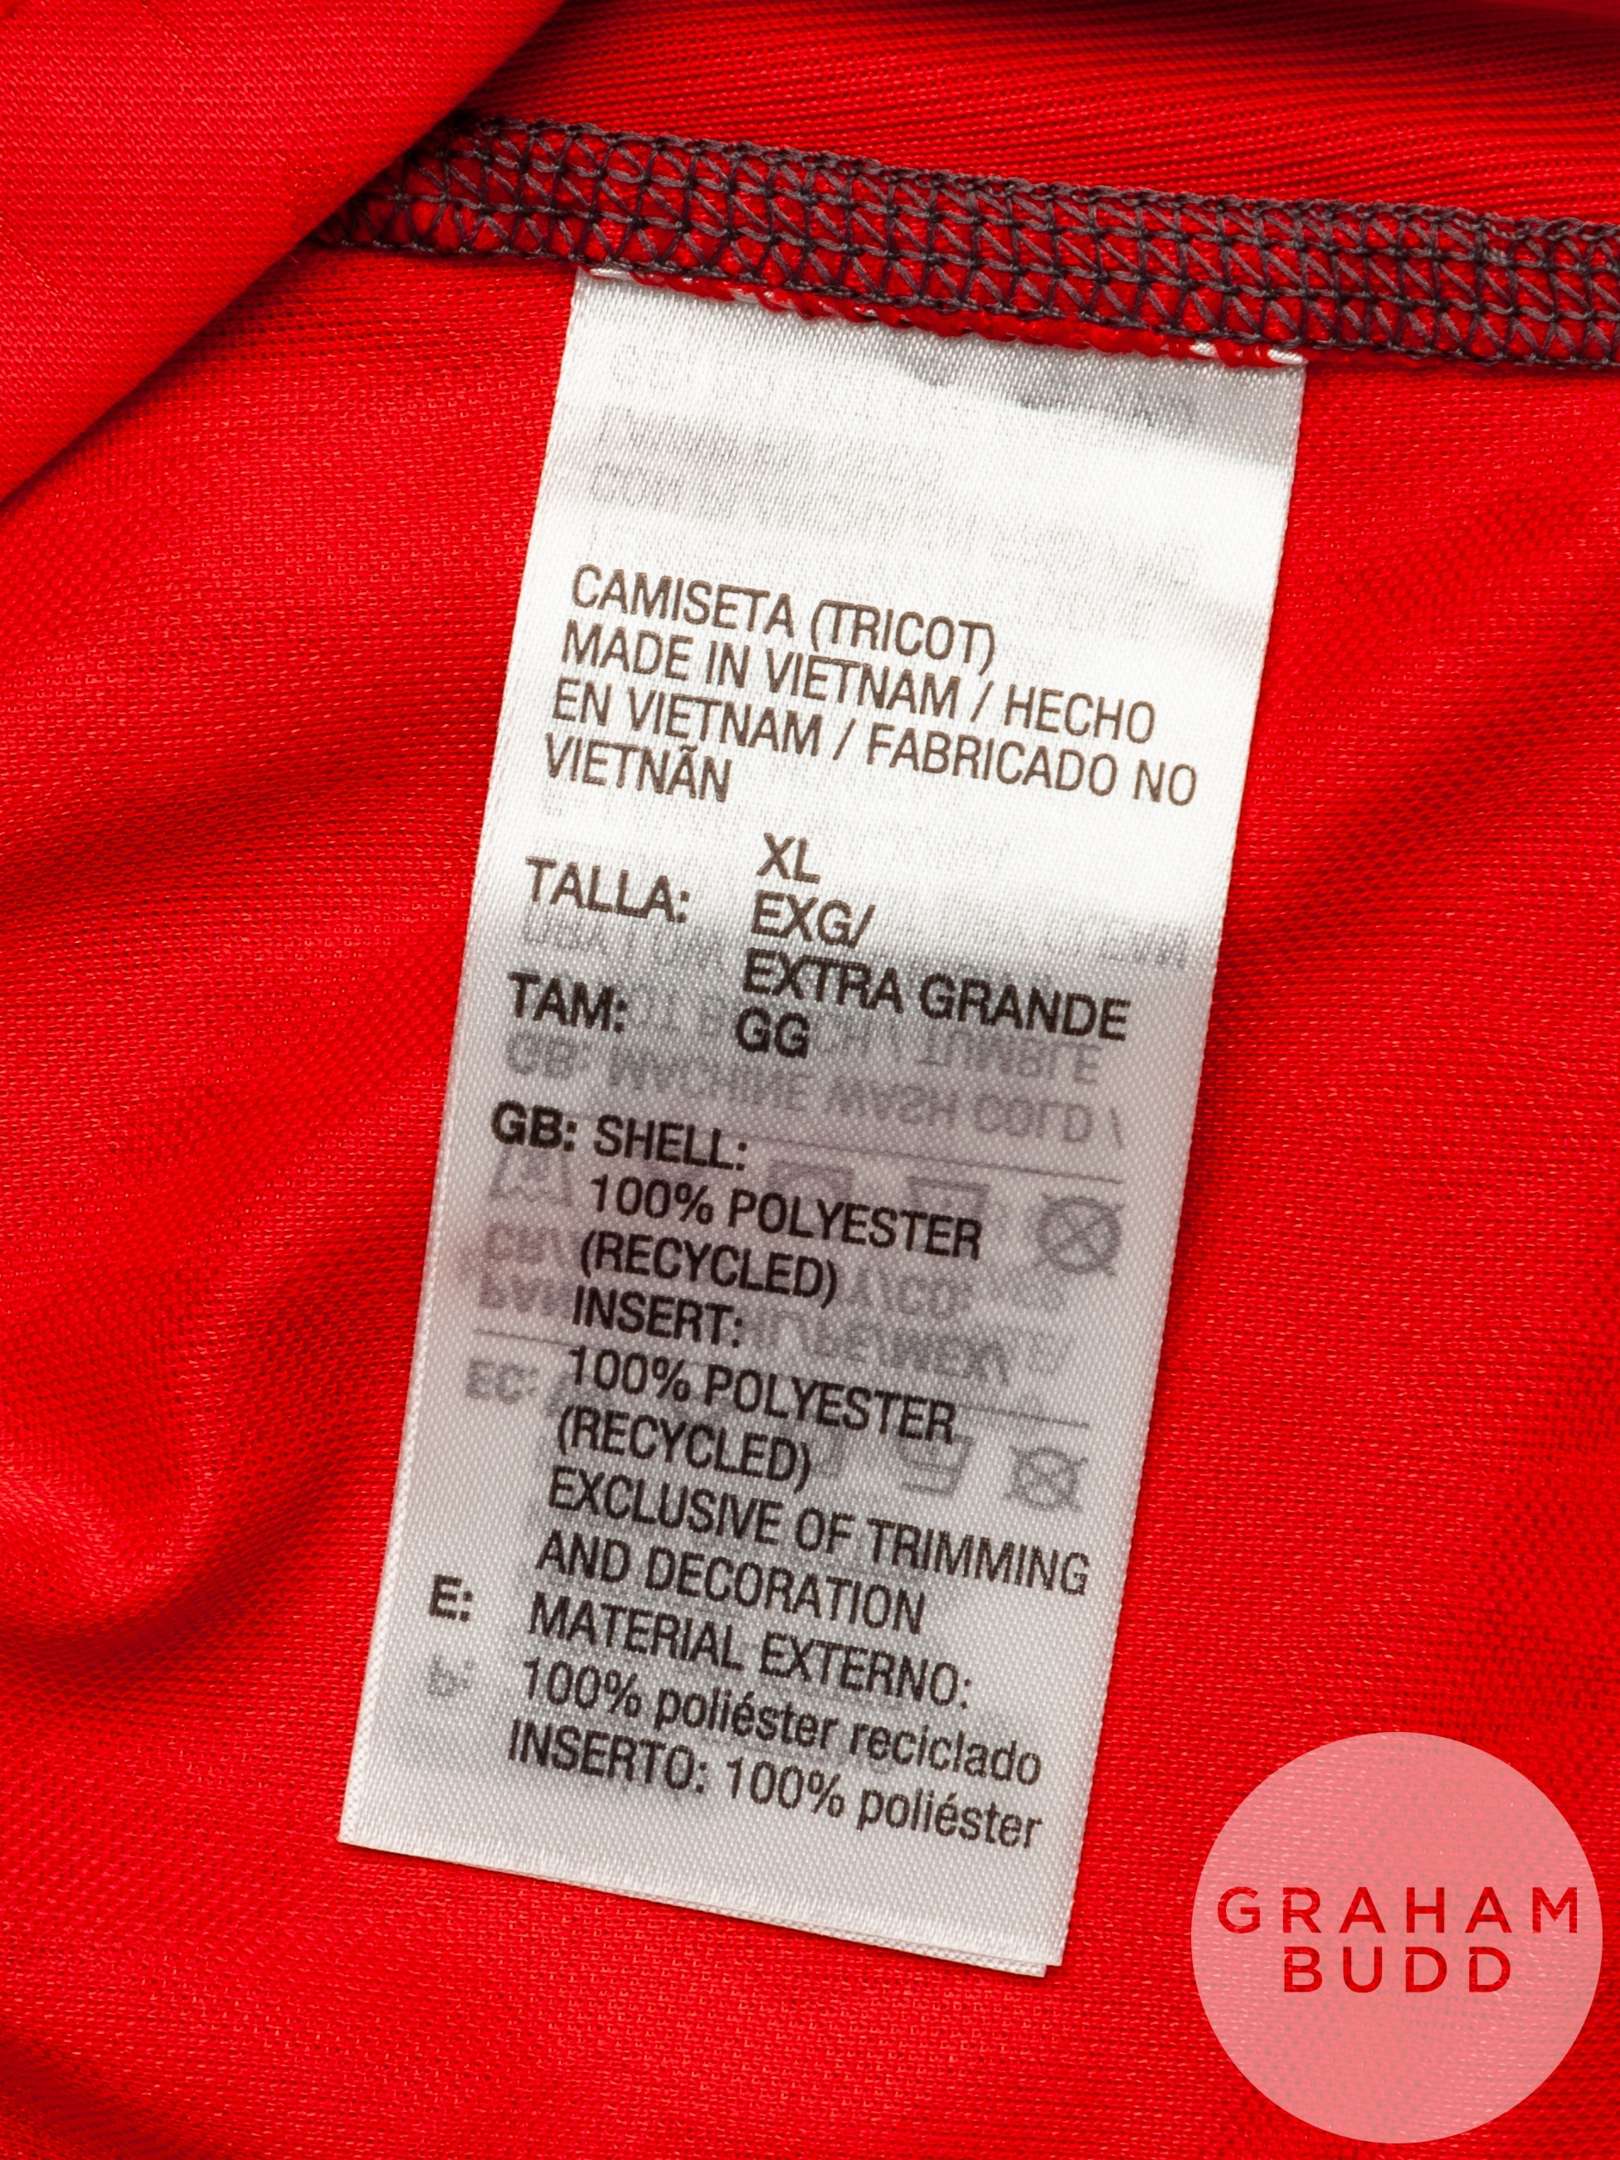 CAMISETA (TRICOT)
MADE IN VIETNAM / HECHO
EN VIETNAM / FABRICADO NO
VIETNÃN
XL
TALLA: EXG/
EXTRA GRANDE
TAM: GG
GB: SHELL:
100% POLYESTER
(RECYCLED)
INSERT:
100% POLYESTER
(RECYCLED)
EXCLUSIVE OF TRIMMING
AND DECORATION
E: MATERIAL EXTERNO:
100% poliéster reciclado
INSERTO: 100% poliéster
GRAHAM
BUDD